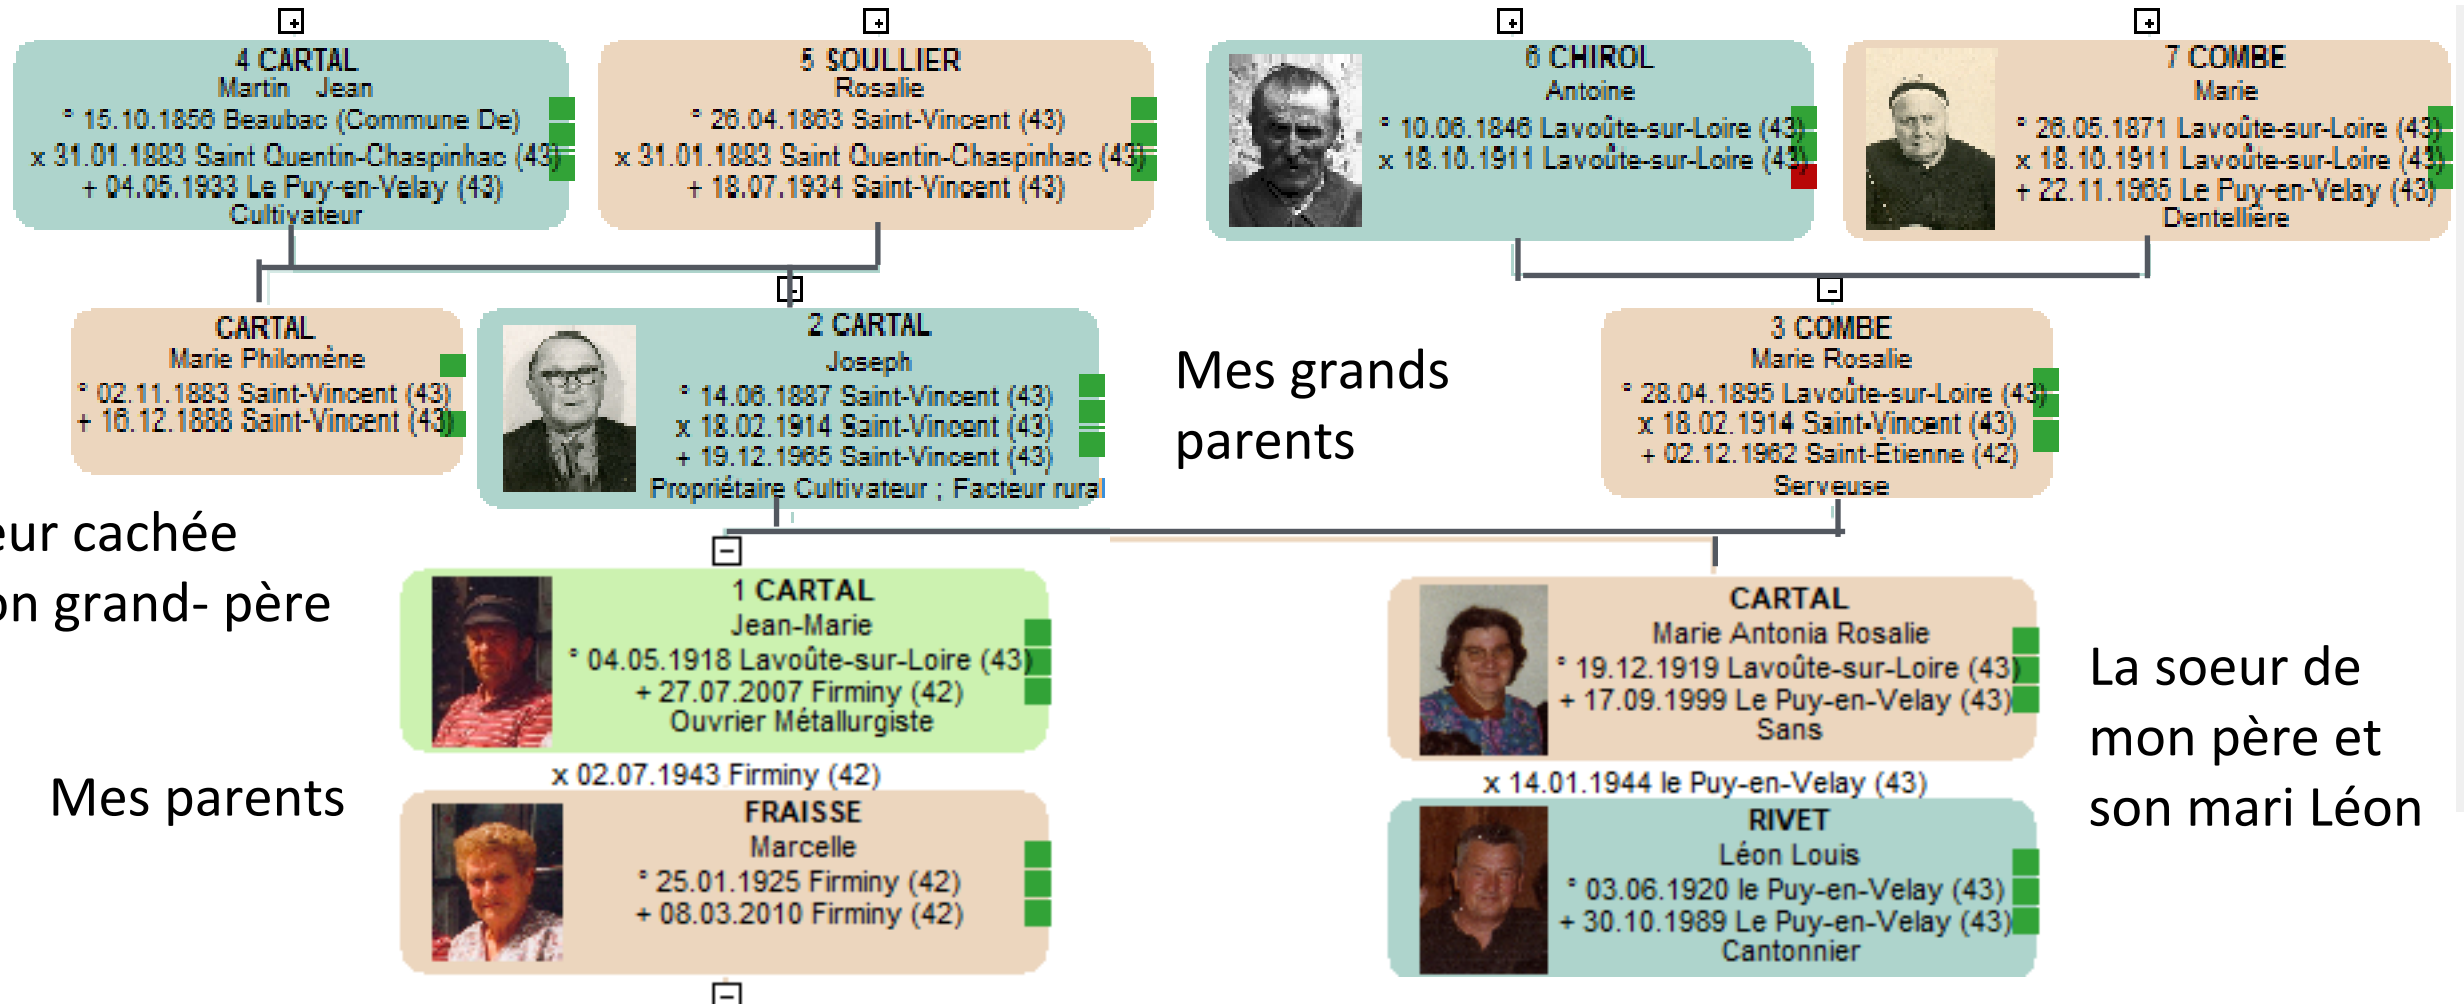 4 CARTAL
Martin Jean
° 15.10.1856 Beaubac (Commune De)
x 31.01.1883 Saint Quentin-Chaspinhac (43)
+ 04.05.1933 Le Puy-en-Velay (43)
Cultivateur
5 SOULLIER
Rosalie
° 26.04.1863 Saint-Vincent (43)
x 31.01.1883 Saint Quentin-Chaspinhac (43)
+ 18.07.1934 Saint-Vincent (43)
6 CHIROL
Antoine
° 10.06.1846 Lavoûte-sur-Loire (43)
x 18.10.1911 Lavoûte-sur-Loire (43)
7 COMBE
Marie
° 26.05.1871 Lavoûte-sur-Loire (43)
x 18.10.1911 Lavoûte-sur-Loire (43)
+ 22.11.1965 Le Puy-en-Velay (43)
Dentellière
CARTAL
Marie Philomène
° 02.11.1883 Saint-Vincent (43)
+ 16.12.1888 Saint-Vincent (43)
2 CARTAL
Joseph
° 14.06.1887 Saint-Vincent (43)
x 18.02.1914 Saint-Vincent (43)
+ 19.12.1965 Saint-Vincent (43)
Propriétaire Cultivateur ; Facteur rural
Mes grands
parents
3 COMBE
Marie Rosalie
° 28.04.1895 Lavoûte-sur-Loire (43)
x 18.02.1914 Saint-Vincent (43)
+ 02.12.1962 Saint-Étienne (42)
Serveuse
eur cachée
on grand- père
1 CARTAL
Jean-Marie
° 04.05.1918 Lavoûte-sur-Loire (43)
+ 27.07.2007 Firminy (42)
Ouvrier Métallurgiste
x 02.07.1943 Firminy (42)
Mes parents
FRAISSE
Marcelle
° 25.01.1925 Firminy (42)
+ 08.03.2010 Firminy (42)
CARTAL
Marie Antonia Rosalie
° 19.12.1919 Lavoûte-sur-Loire (43)
+ 17.09.1999 Le Puy-en-Velay (43)
Sans
x 14.01.1944 le Puy-en-Velay (43)
RIVET
Léon Louis
° 03.06.1920 le Puy-en-Velay (43)
+ 30.10.1989 Le Puy-en-Velay (43)
Cantonnier
La soeur de
mon père et
son mari Léon